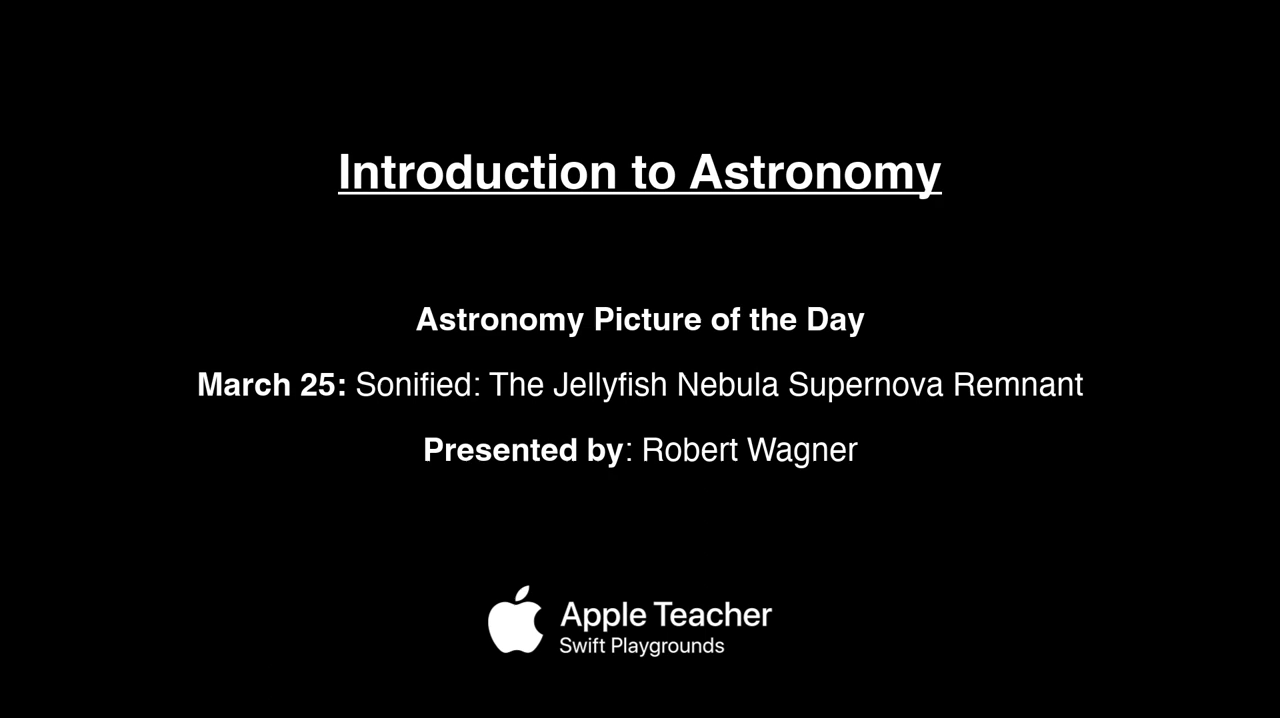 Introduction to Astronomy
Astronomy Picture of the Day
March 25: Sonified: The Jellyfish Nebula Supernova Remnant
Presented by: Robert Wagner
Apple Teacher
Swift Playgrounds